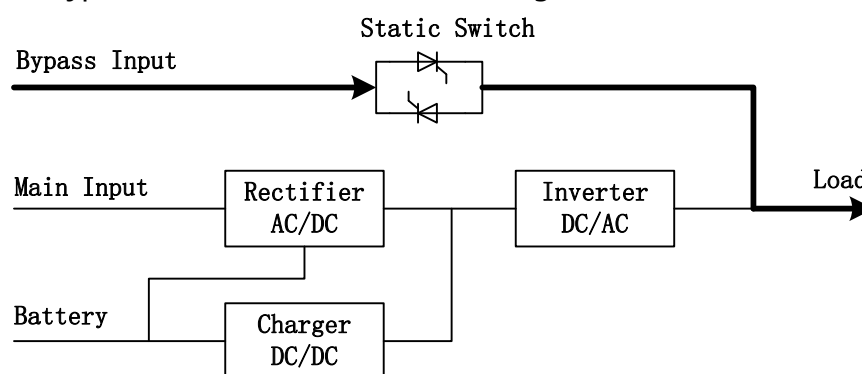 Static Switch
Bypass Input
Main Input
Rectifier
AC/DC
Inverter
DC/AC
Load
Battery
Charger
DC/DC